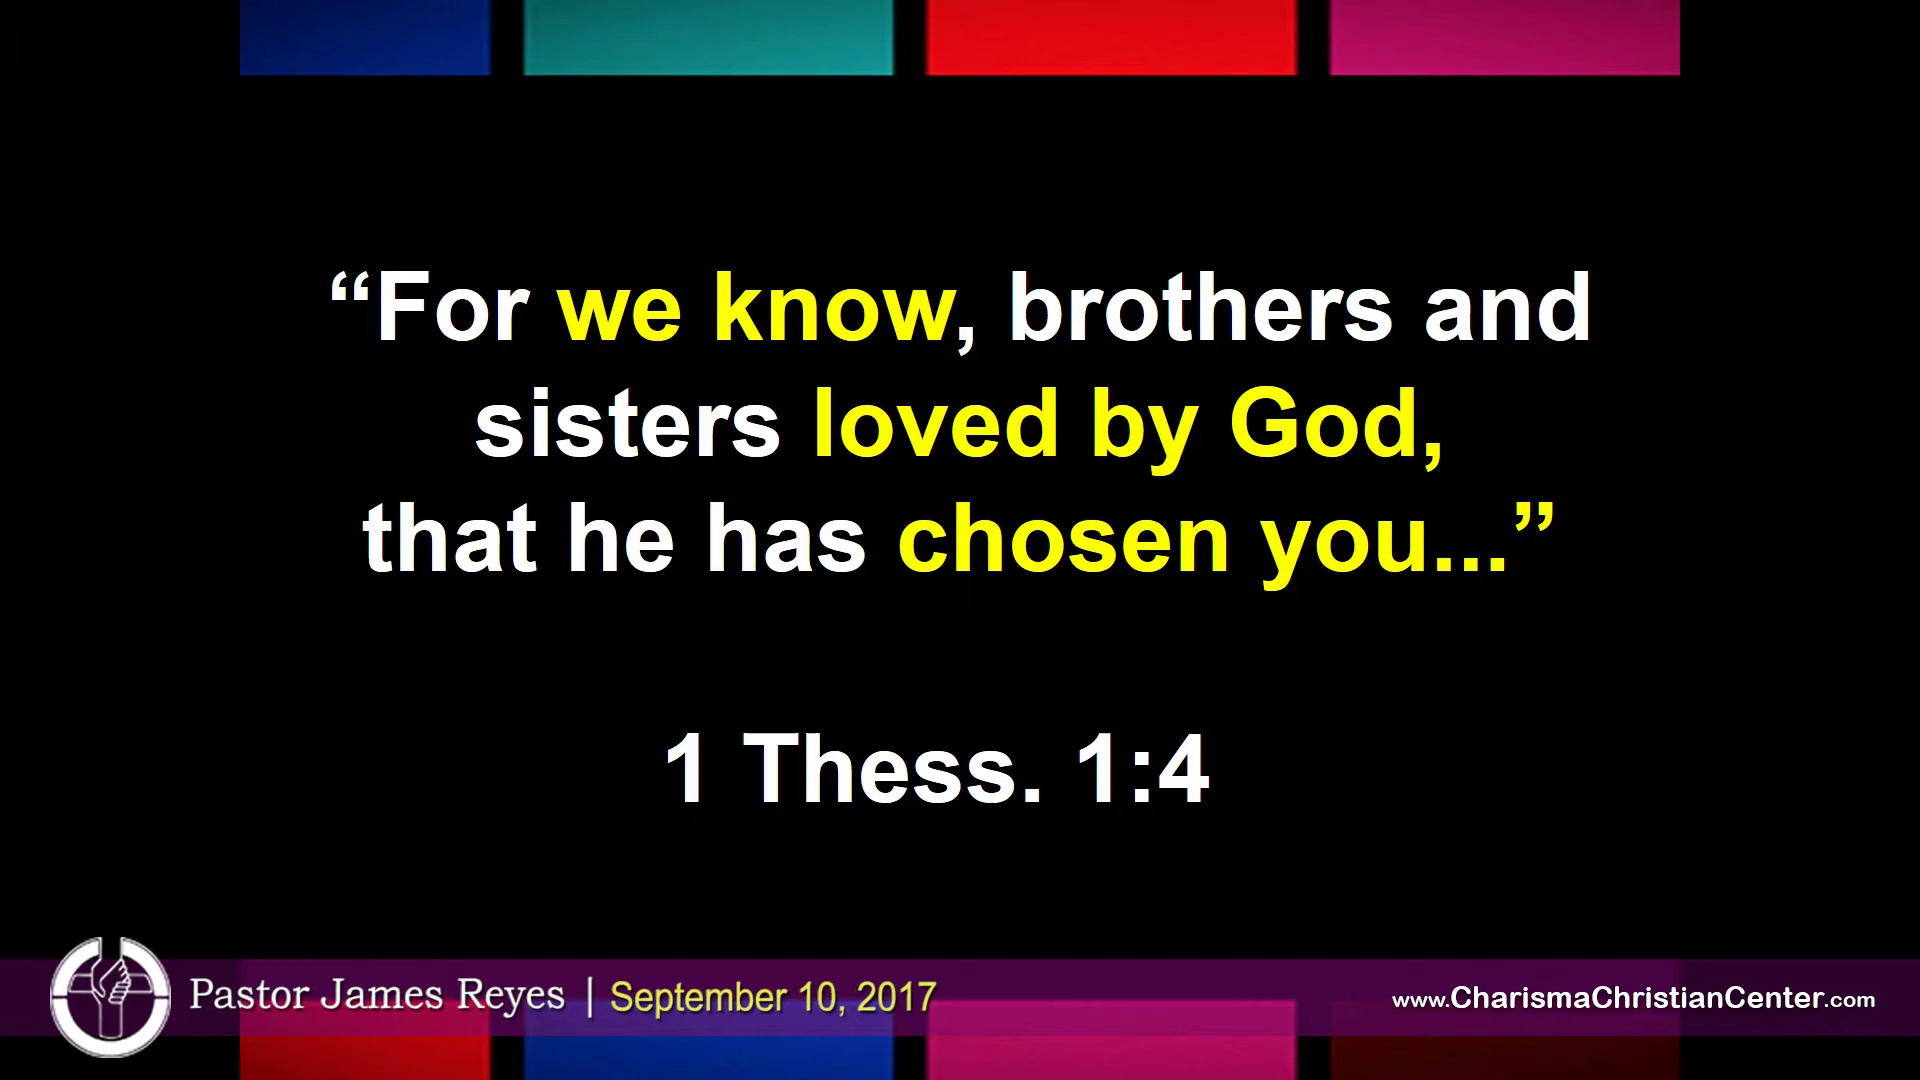 “For we know, brothers and
sisters loved by God,
that he has chosen you...”
1 Thess. 1:4
Pastor James Reyes | September 10, 2017
www.CharismaChristianCenter.com